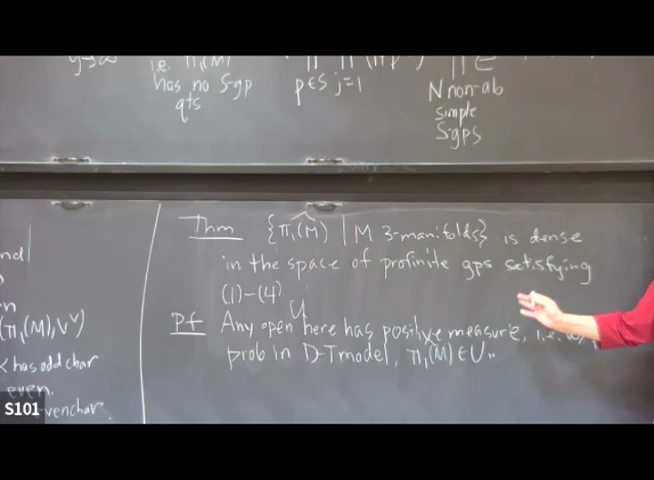 i.e. π₁(M)
has no S-gp
qts
p∈S j=1
N non-ab
simple
S-gps
Thm {π₁(M)^ | M 3-manifolds} is dense
in the space of profinite gps satisfying
(1)-(4)
U
Pf Any open here has positive measure, i.e.
prob in D-T model, π₁(M) ∈ U..
(π₁(M), V^∨)
has odd char
even.
S101